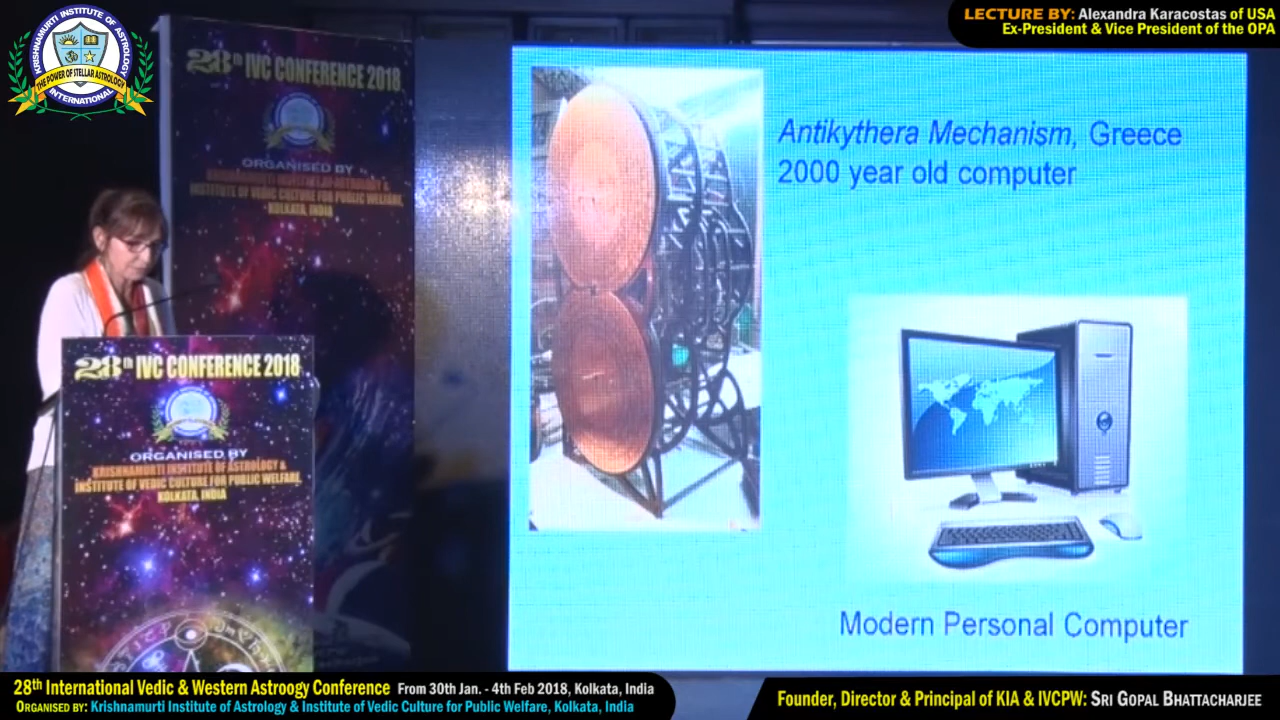 KRISHNAMURTI INSTITUTE OF ASTROLOGY
THE POWER OF STELLAR ASTROLOGY
INTERNATIONAL
LECTURE BY: Alexandra Karacostas of USA
Ex-President & Vice President of the OPA
28th IVC CONFERENCE 2018
ORGANISED BY
INSTITUTE OF VEDIC CULTURE FOR PUBLIC WELFARE,
KOLKATA, INDIA
Antikythera Mechanism, Greece
2000 year old computer
Modern Personal Computer
28th IVC CONFERENCE 2018
ORGANISED BY
KRISHNAMURTI INSTITUTE OF ASTROLOGY &
INSTITUTE OF VEDIC CULTURE FOR PUBLIC WELFARE,
KOLKATA, INDIA
28th International Vedic & Western Astroogy Conference From 30th Jan. - 4th Feb 2018, Kolkata, India
ORGANISED BY: Krishnamurti Institute of Astrology & Institute of Vedic Culture for Public Welfare, Kolkata, India
Founder, Director & Principal of KIA & IVCPW: SRI GOPAL BHATTACHARJEE